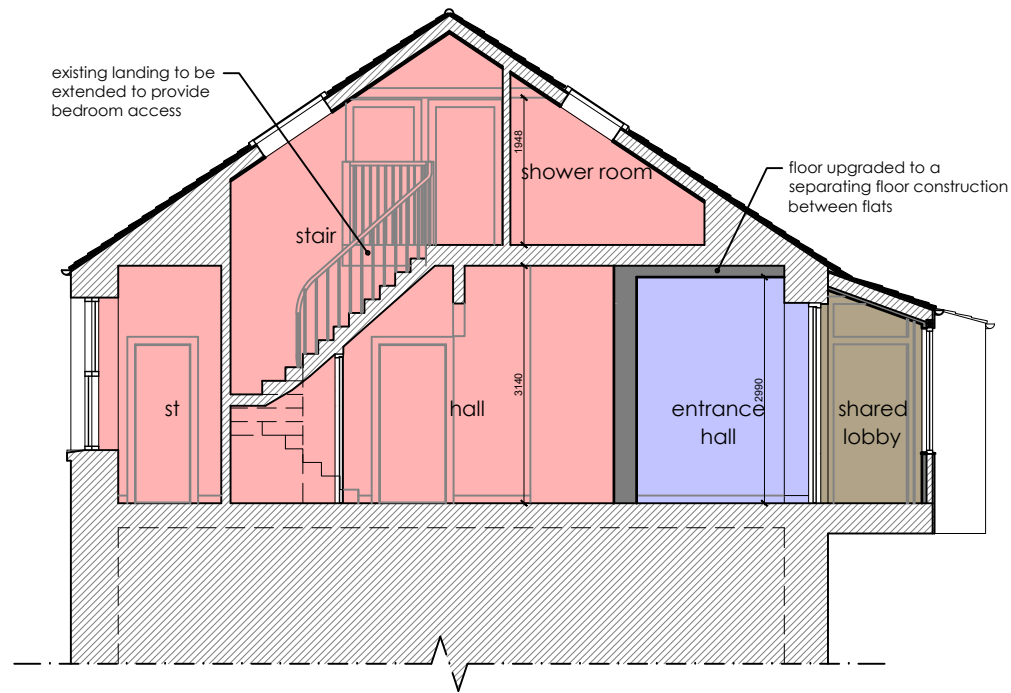 existing landing to be
extended to provide
bedroom access
1948
shower room
floor upgraded to a
separating floor construction
between flats
stair
st
hall
3140
entrance
hall
2990
shared
lobby